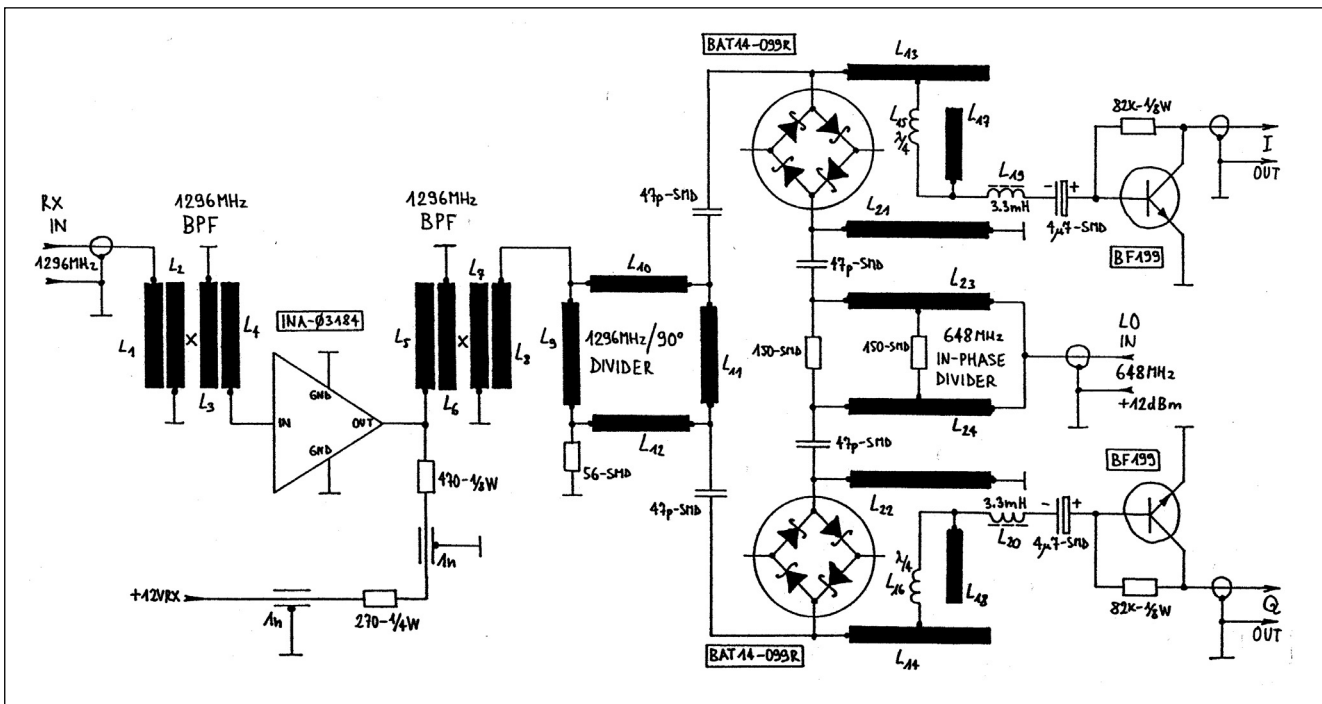 BAT14-099R
L13
82K-1/8W
L15
λ/4
L17
I
OUT
L19
3.3mH
- +
4µ7-SMD
BF199
RX
IN
1296MHz
1296MHz
BPF
1296MHz
BPF
47p-SMD
L21
L2
L7
L10
47p-SMD
L23
INA-Ø3184
L1
X
L4
L5
X
L8
L9
1296MHz/90°
DIVIDER
L11
150-SMD
150-SMD
648MHz
IN-PHASE
DIVIDER
LO
IN
648MHz
+12dBm
L3
GND
L6
IN
OUT
GND
L12
L24
47p-SMD
BF199
470-1/8W
56-SMD
47p-SMD
L22
3.3mH
- +
L20
4µ7-SMD
λ/4
L16
L18
1n
+12VRX
1n
270-1/4W
82K-1/8W
Q
OUT
BAT14-099R
L14